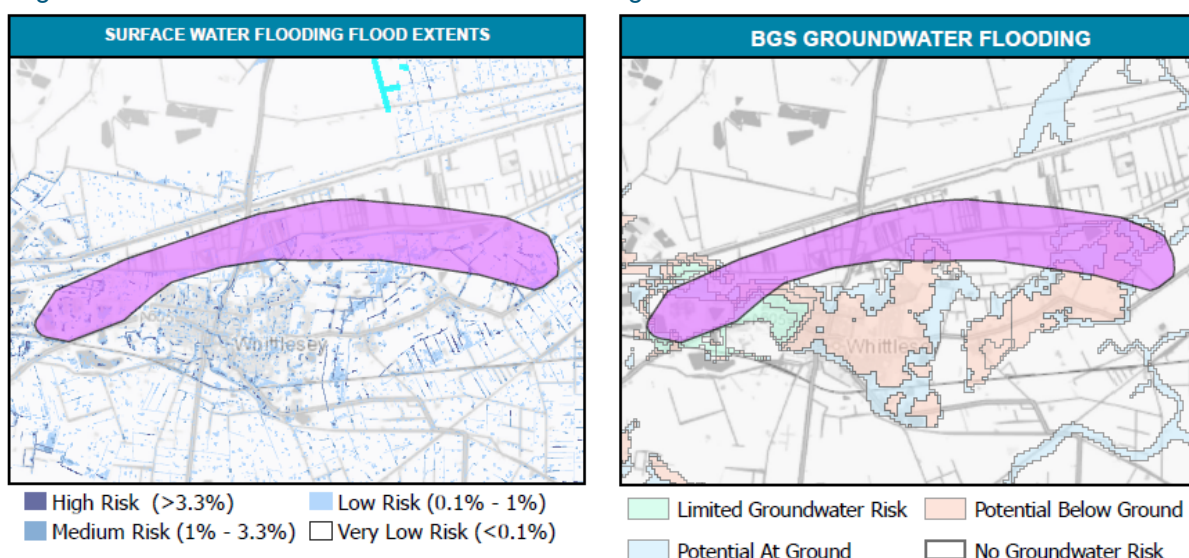 SURFACE WATER FLOODING FLOOD EXTENTS
Whittlesey
High Risk (>3.3%)
Low Risk (0.1% - 1%)
Medium Risk (1% - 3.3%)
Very Low Risk (<0.1%)
BGS GROUNDWATER FLOODING
Whittlesey
Limited Groundwater Risk
Potential Below Ground
Potential At Ground
No Groundwater Risk